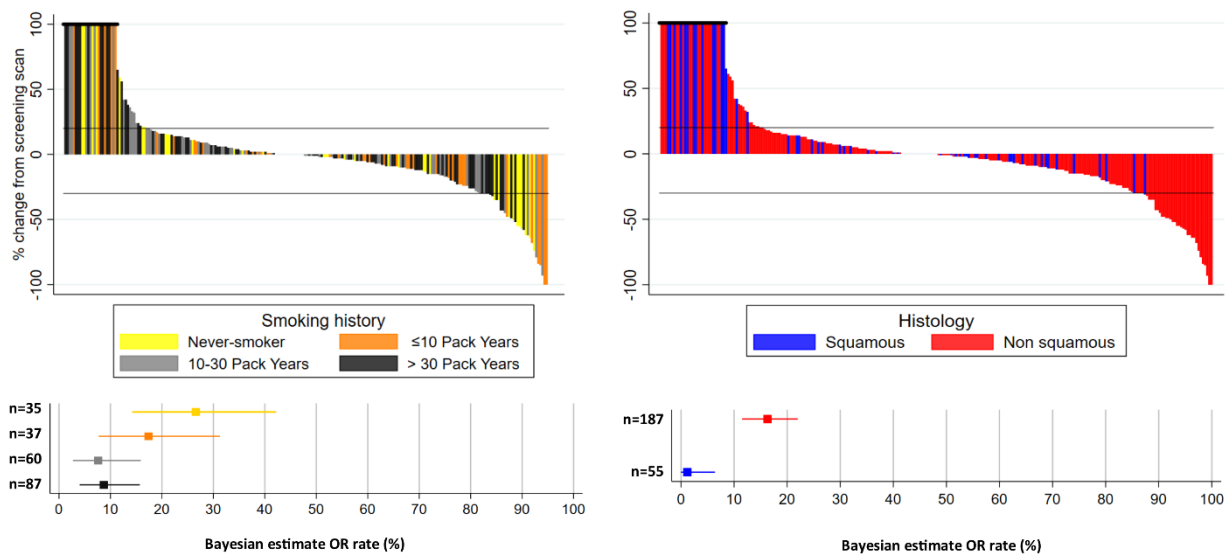 % change from screening scan
100
50
0
-50
-100
Smoking history
Never-smoker
≤10 Pack Years
10-30 Pack Years
> 30 Pack Years
n=35
n=37
n=60
n=87
0 10 20 30 40 50 60 70 80 90 100
Bayesian estimate OR rate (%)
100
50
0
-50
-100
Histology
Squamous
Non squamous
n=187
n=55
0 10 20 30 40 50 60 70 80 90 100
Bayesian estimate OR rate (%)